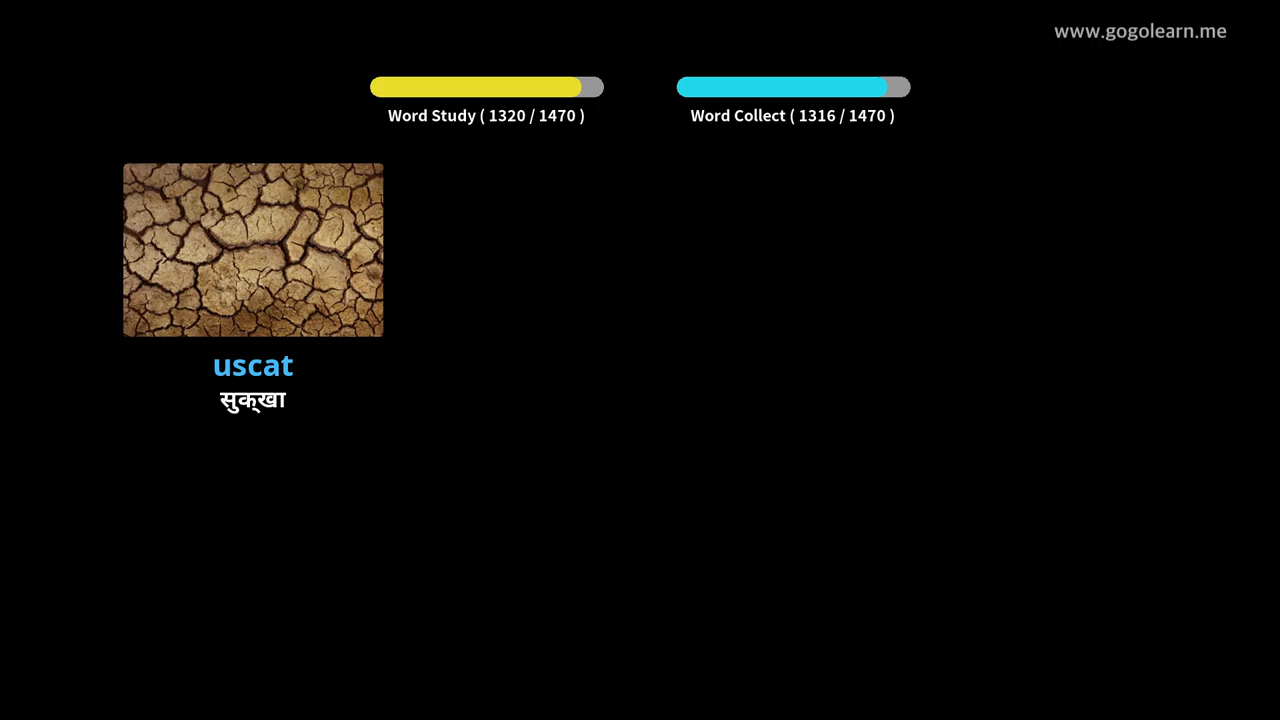 www.gogolearn.me
Word Study ( 1320 / 1470 )
Word Collect ( 1316 / 1470 )
uscat
सुक्खा